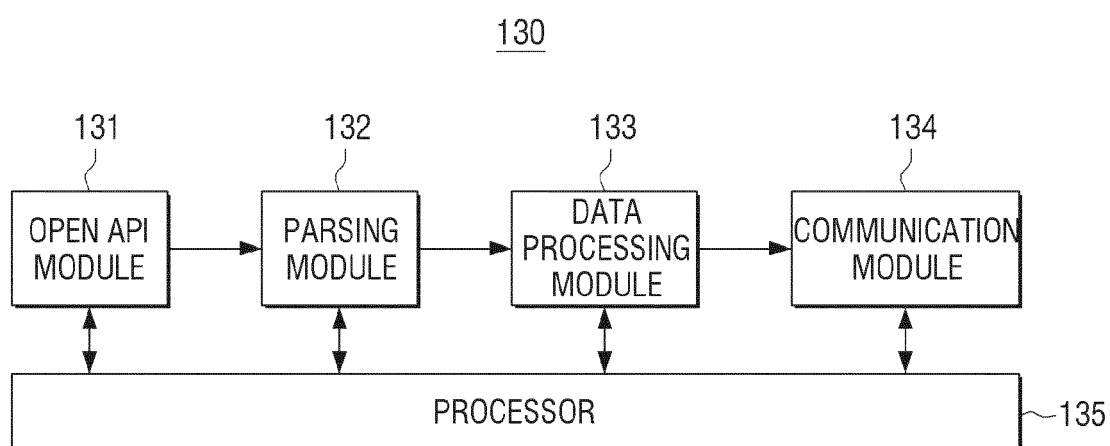 130
131
132
133
134
OPEN API
MODULE
PARSING
MODULE
DATA
PROCESSING
MODULE
COMMUNICATION
MODULE
PROCESSOR
135